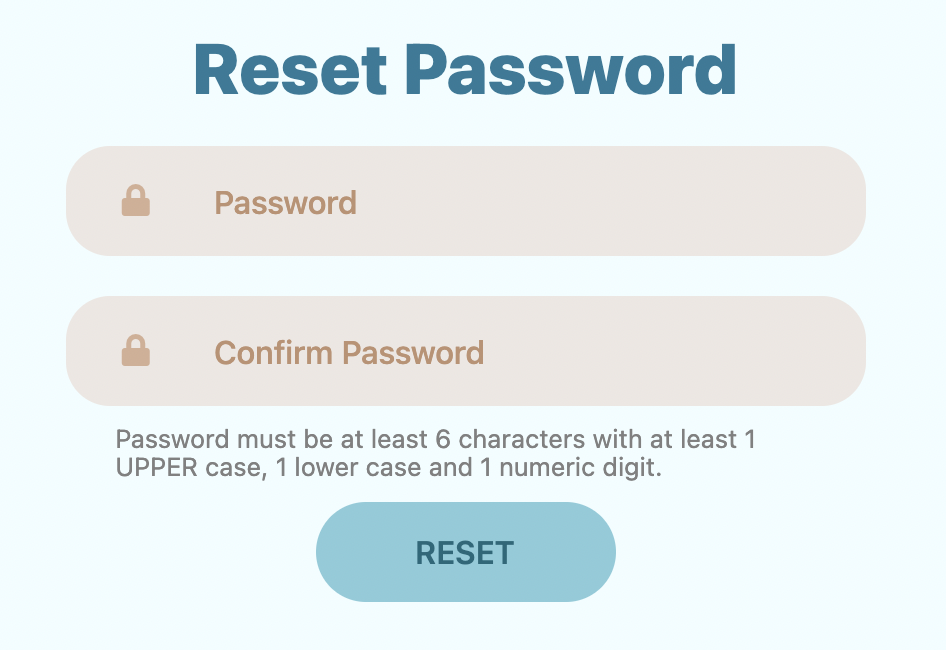 Reset Password
Password
Confirm Password
Password must be at least 6 characters with at least 1
UPPER case, 1 lower case and 1 numeric digit.
RESET